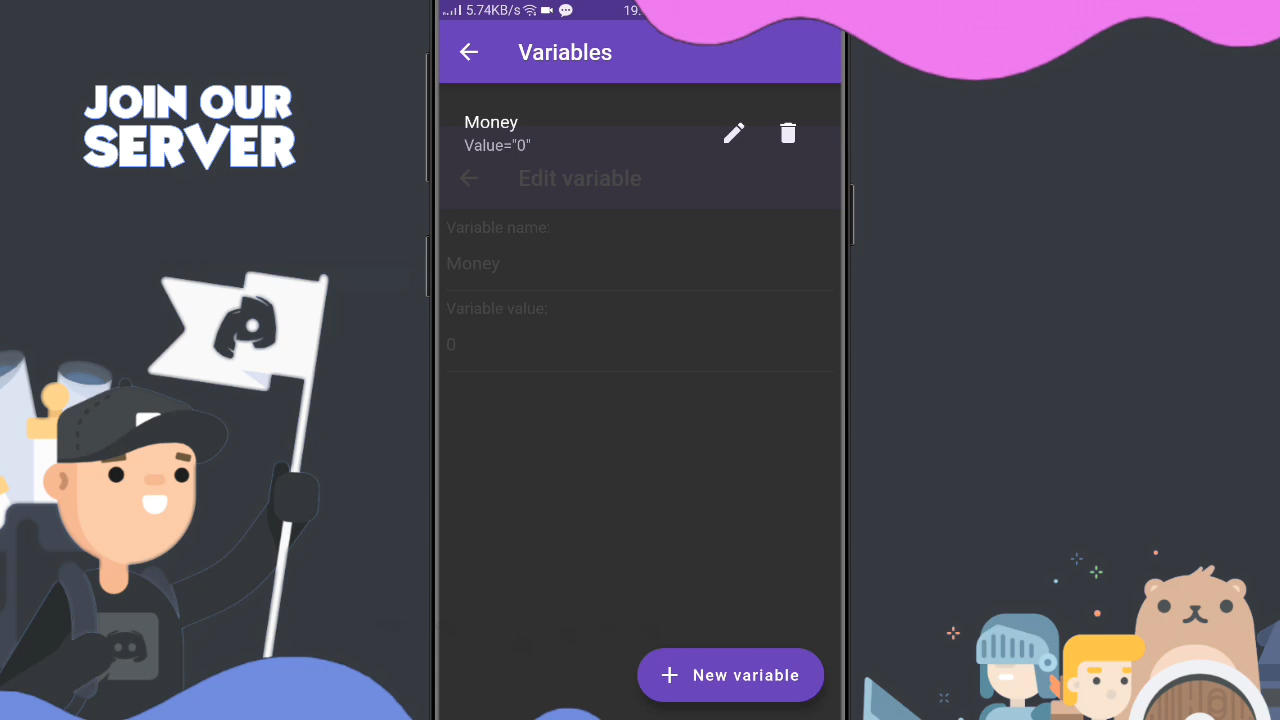 JOIN OUR
SERVER
5.74KB/s
19.
Variables
Money
Value="0"
Edit variable
Variable name:
Money
Variable value:
0
+ New variable